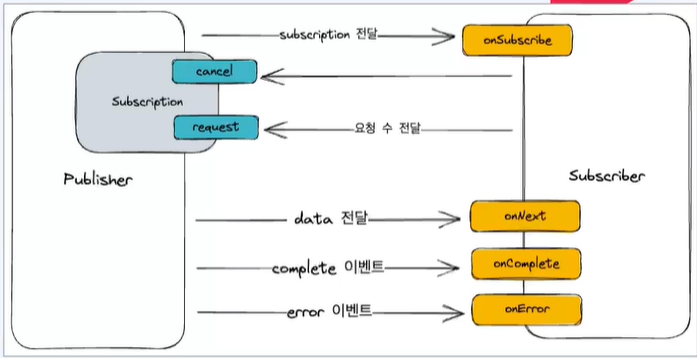 subscription 전달
onSubscribe
cancel
Subscription
request
요청 수 전달
Publisher
Subscriber
data 전달
onNext
complete 이벤트
onComplete
error 이벤트
onError